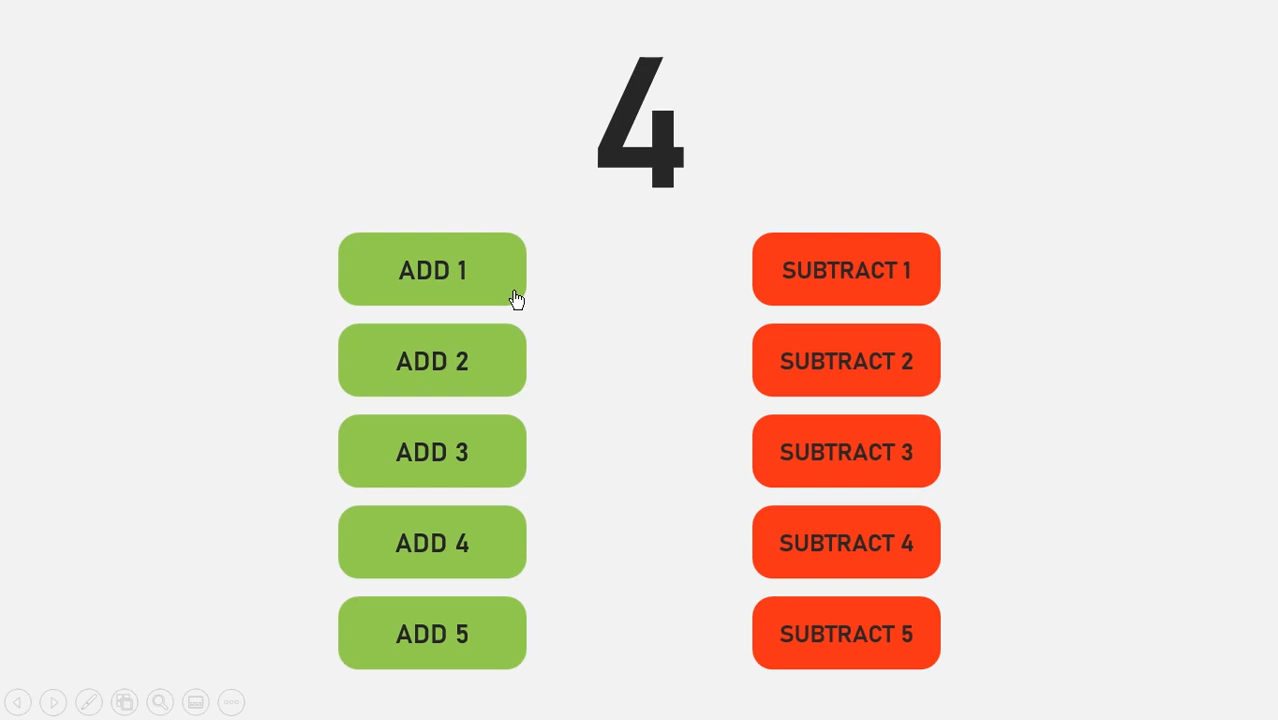 4
ADD 1
SUBTRACT 1
ADD 2
SUBTRACT 2
ADD 3
SUBTRACT 3
ADD 4
SUBTRACT 4
ADD 5
SUBTRACT 5